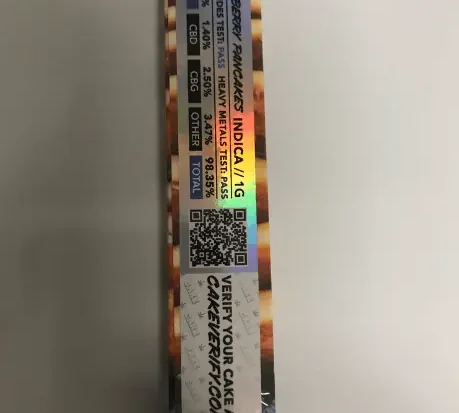 BERRY PANCAKES INDICA // 1G
DES TEST: PASS HEAVY METALS TEST: PASS
% 1.40% 2.50% 3.47% 98.35%
CBD CBG OTHER TOTAL
VERIFY YOUR CAKE
CAKEVERIFY.CO